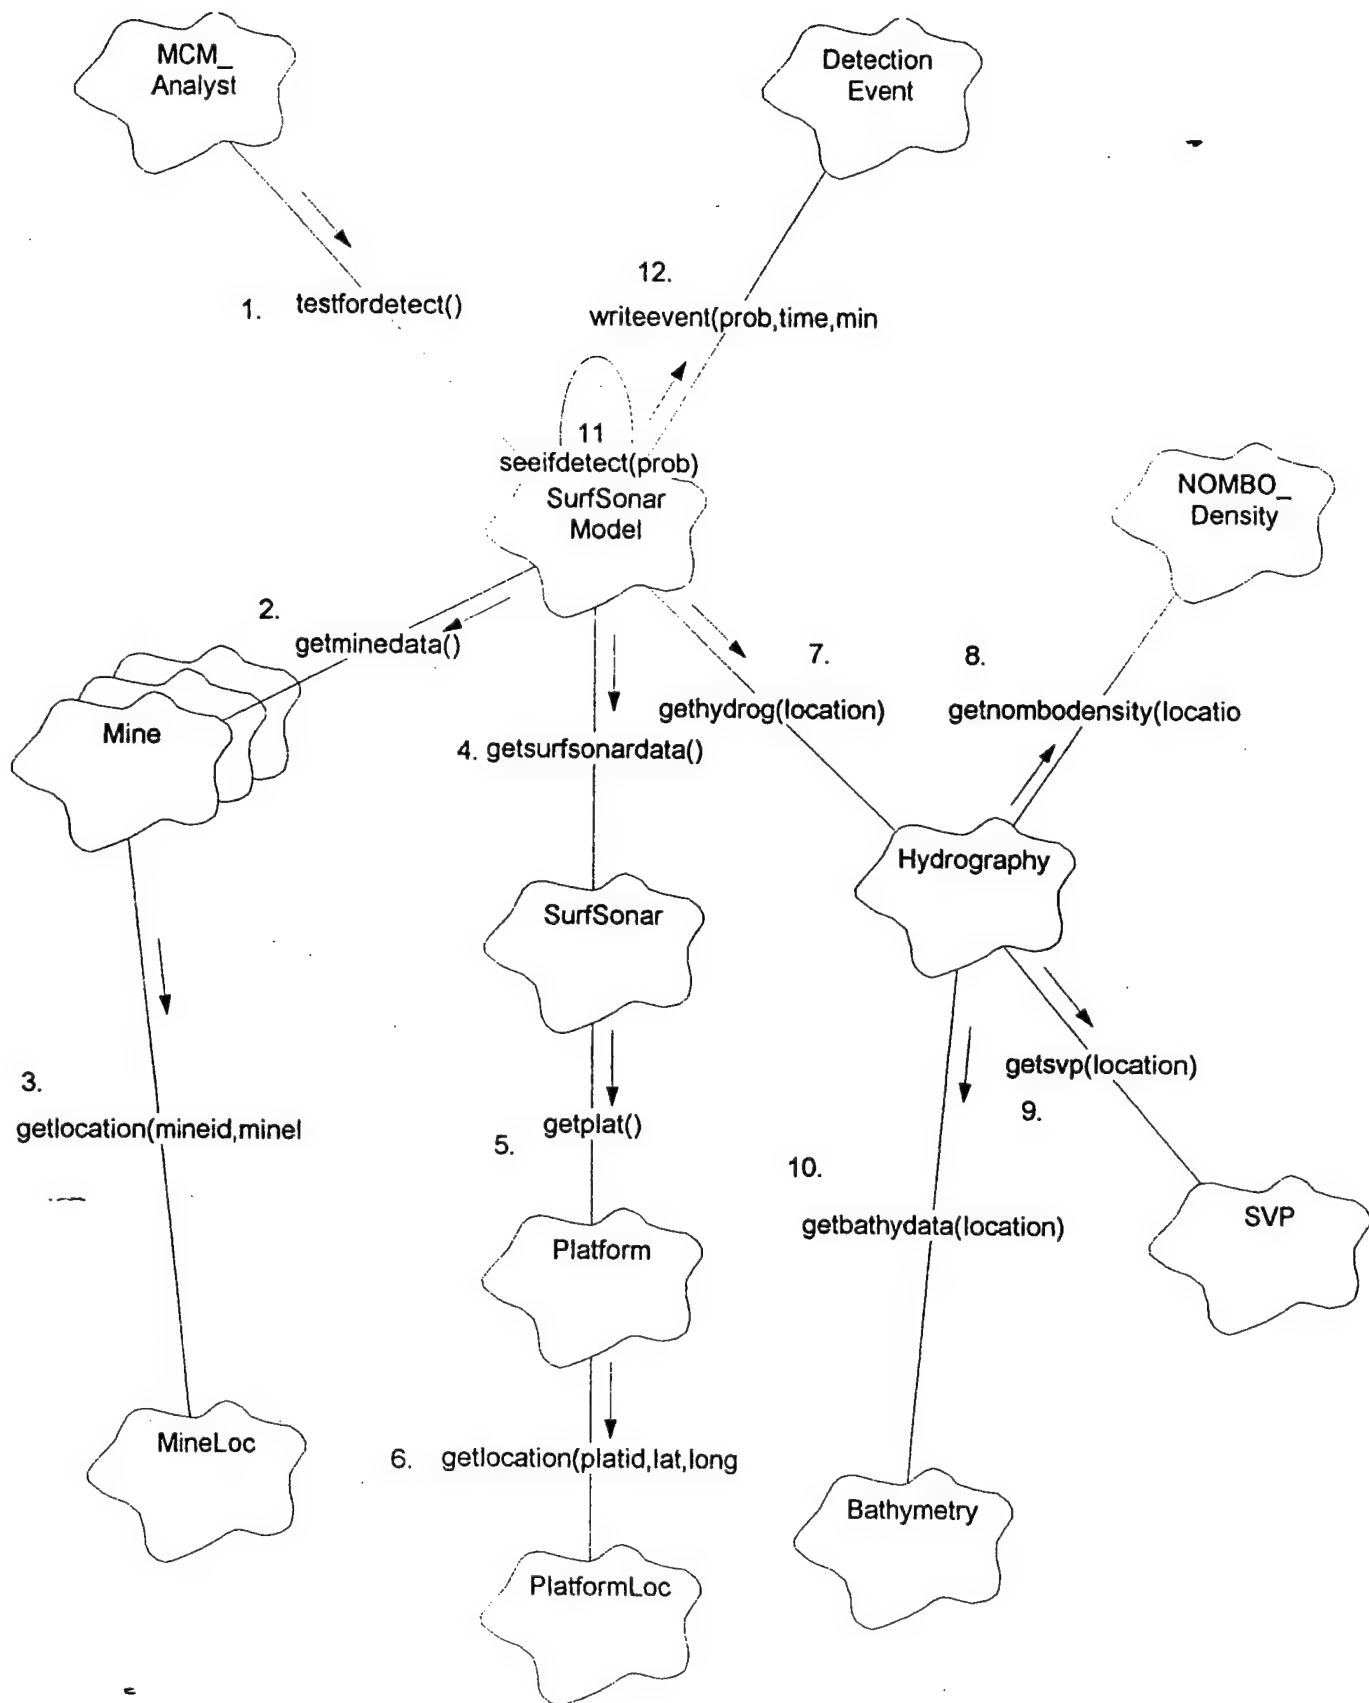 MCM_
Analyst
Detection
Event
1.
testfordetect()
12.
writeevent(prob,time,min
11
seeifdetect(prob)
SurfSonar
Model
NOMBO_
Density
2.
getminedata()
Mine
4. getsurfsonardata()
7.
gethydrog(location)
8.
getnombodensity(locatio
Hydrography
SurfSonar
3.
getlocation(mineid,minel
5.
getplat()
getsvp(location)
9.
10.
getbathydata(location)
SVP
Platform
MineLoc
6. getlocation(platid,lat,long
Bathymetry
PlatformLoc